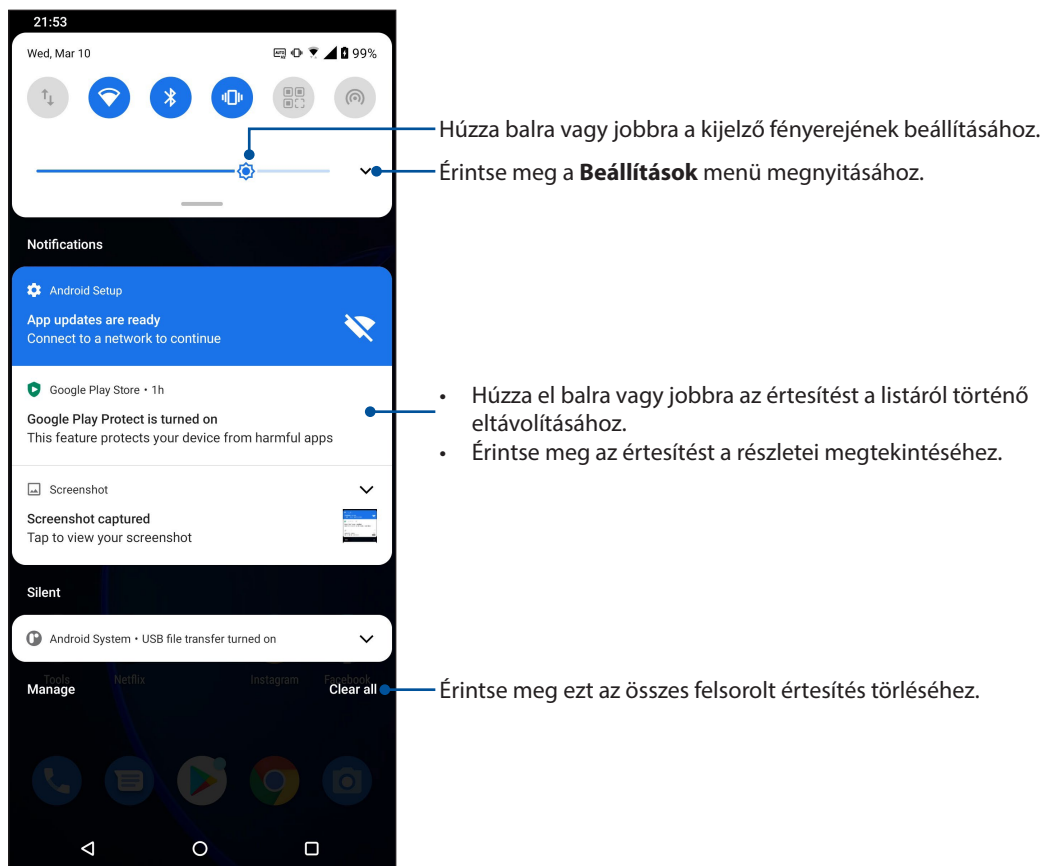 21:53
Wed, Mar 10
99%
Húzza balra vagy jobbra a kijelző fényerejének beállításához.
Érintse meg a Beállítások menü megnyitásához.
Notifications
Android Setup
App updates are ready
Connect to a network to continue
Google Play Store • 1h
Google Play Protect is turned on
This feature protects your device from harmful apps
• Húzza el balra vagy jobbra az értesítést a listáról történő
eltávolításához.
• Érintse meg az értesítést a részletei megtekintéséhez.
Screenshot
Screenshot captured
Tap to view your screenshot
Silent
Android System • USB file transfer turned on
Tools Netflix Instagram Facebook
Manage Clear all
Érintse meg ezt az összes felsorolt értesítés törléséhez.